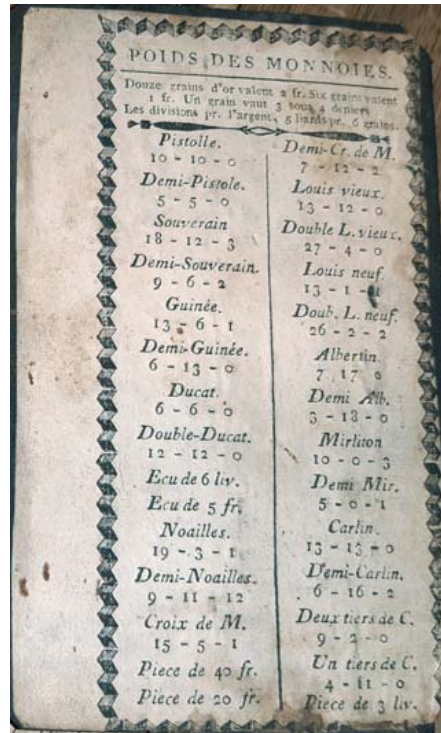 POIDS DES MONNOIES.
Douze grains d'or valent 2 fr. Six grains valent
1 fr. Un grain vaut 3 sous 4 deniers
Les divisions pr. l'argent, 5 liards pr. 6 grains.
Pistolle.
10 - 10 - 0
Demi-Pistole.
5 - 5 - 0
Souverain
18 - 12 - 3
Demi-Souverain.
9 - 6 - 2
Guinée.
13 - 6 - 1
Demi-Guinée.
6 - 13 - 0
Ducat.
6 - 6 - 0
Double-Ducat.
12 - 12 - 0
Ecu de 6 liv.
Ecu de 5 fr.
Noailles.
19 - 3 - 1
Demi-Noailles.
9 - 11 - 12
Croix de M.
15 - 5 - 1
Piece de 40 fr.
Piece de 20 fr.
Demi-Cr. de M.
7 - 12 - 2
Louis vieux.
13 - 12 - 0
Double L. vieux.
27 - 4 - 0
Louis neuf.
13 - 1 -
Doub. L. neuf.
26 - 2 - 2
Albertin.
7 17 0
Demi Alb.
3 - 18 - 0
Mirliton
10 - 0 - 3
Demi Mir.
5 - 0 - 1
Carlin.
13 - 13 - 0
Demi-Carlin.
6 - 16 - 2
Deux tiers de C.
9 - 2 - 0
Un tiers de C.
4 - 11 - 0
Piece de 3 liv.